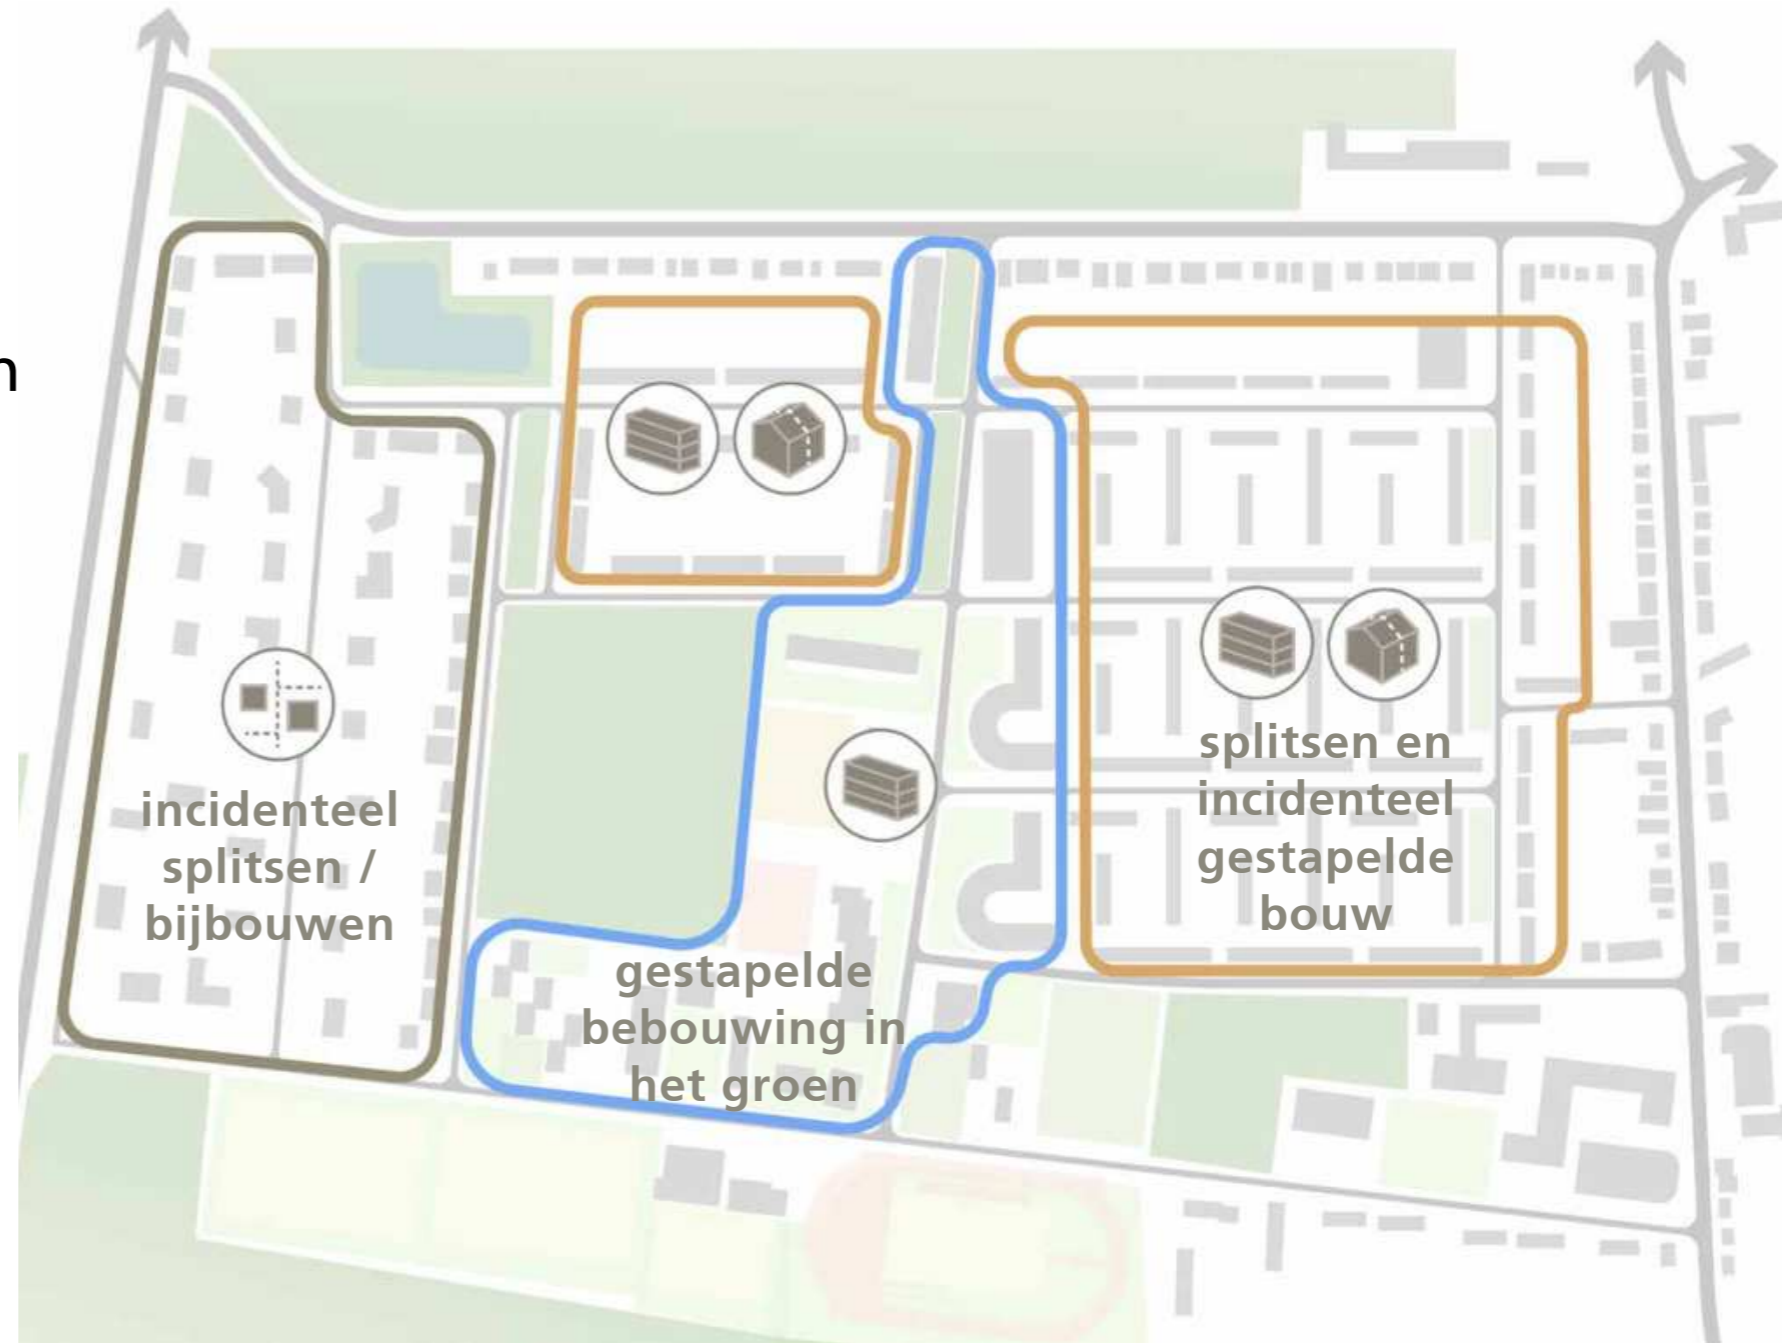 n
incidenteel
splitsen /
bijbouwen
gestapelde
bebouwing in
het groen
splitsen en
incidenteel
gestapelde
bouw